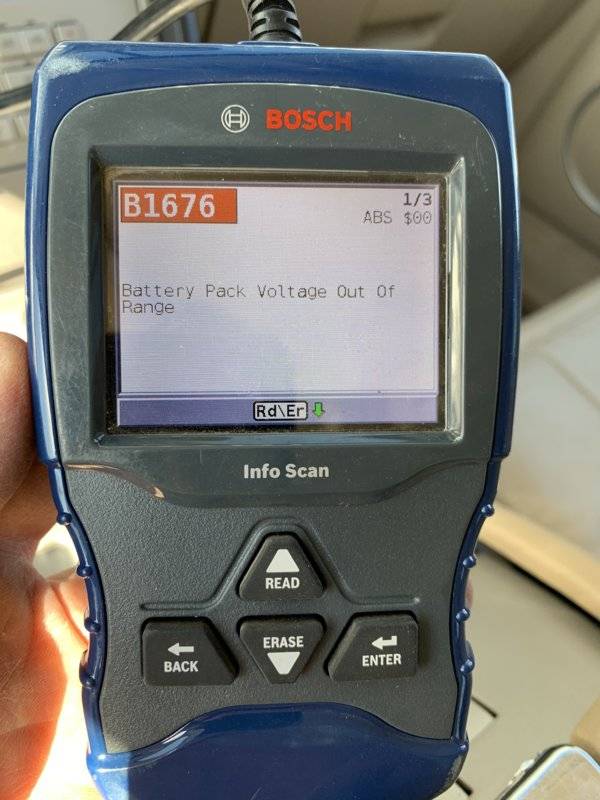 BOSCH
B1676
1/3
ABS $00
Battery Pack Voltage Out Of
Range
Rd\Er
Info Scan
READ
BACK
ERASE
ENTER